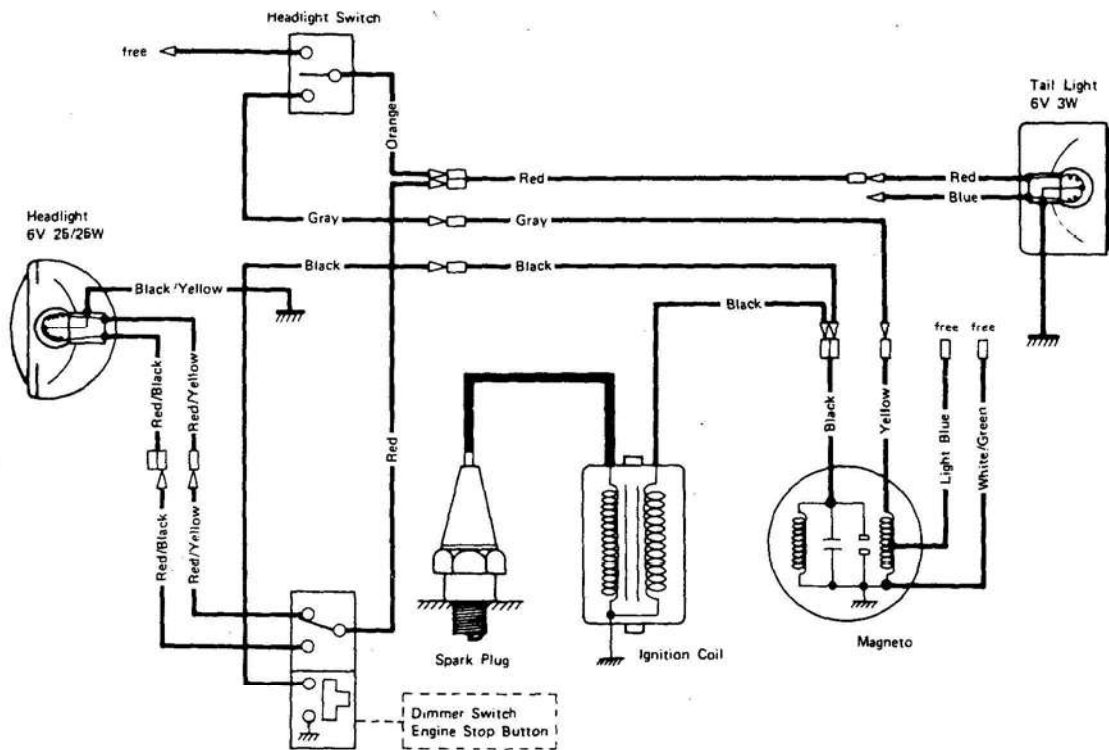 Headlight Switch
free
Orange
Tail Light
6V 3W
Red
Red
Blue
Gray
Gray
Headlight
6V 25/25W
Black
Black
Black/Yellow
Black
free
free
Red/Black
Red/Yellow
Red
Black
Yellow
Light Blue
White/Green
Red/Black
Red/Yellow
Spark Plug
Ignition Coil
Magneto
Dimmer Switch
Engine Stop Button